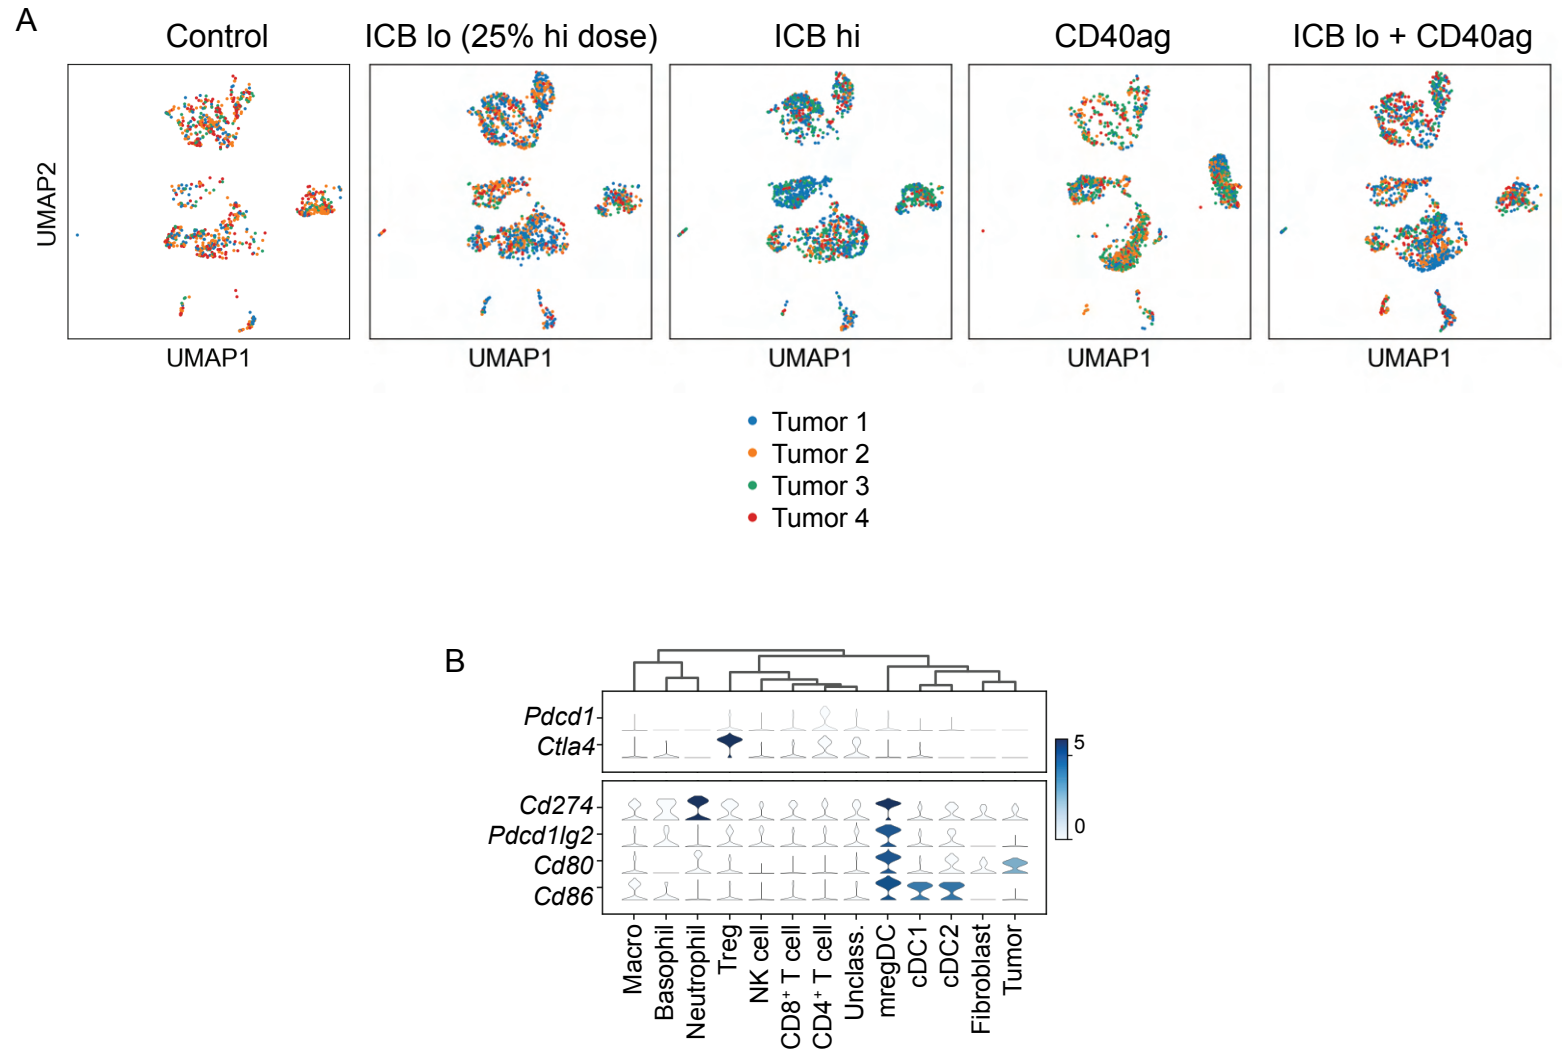 A
Control
ICB lo (25% hi dose)
ICB hi
CD40ag
ICB lo + CD40ag
UMAP2
UMAP1
UMAP1
UMAP1
UMAP1
UMAP1
Tumor 1
Tumor 2
Tumor 3
Tumor 4
B
Pdcd1
Ctla4
Cd274
Pdcd1lg2
Cd80
Cd86
5
0
Macro
Basophil
Neutrophil
Treg
NK cell
CD8⁺ T cell
CD4⁺ T cell
Unclass.
mregDC
cDC1
cDC2
Fibroblast
Tumor